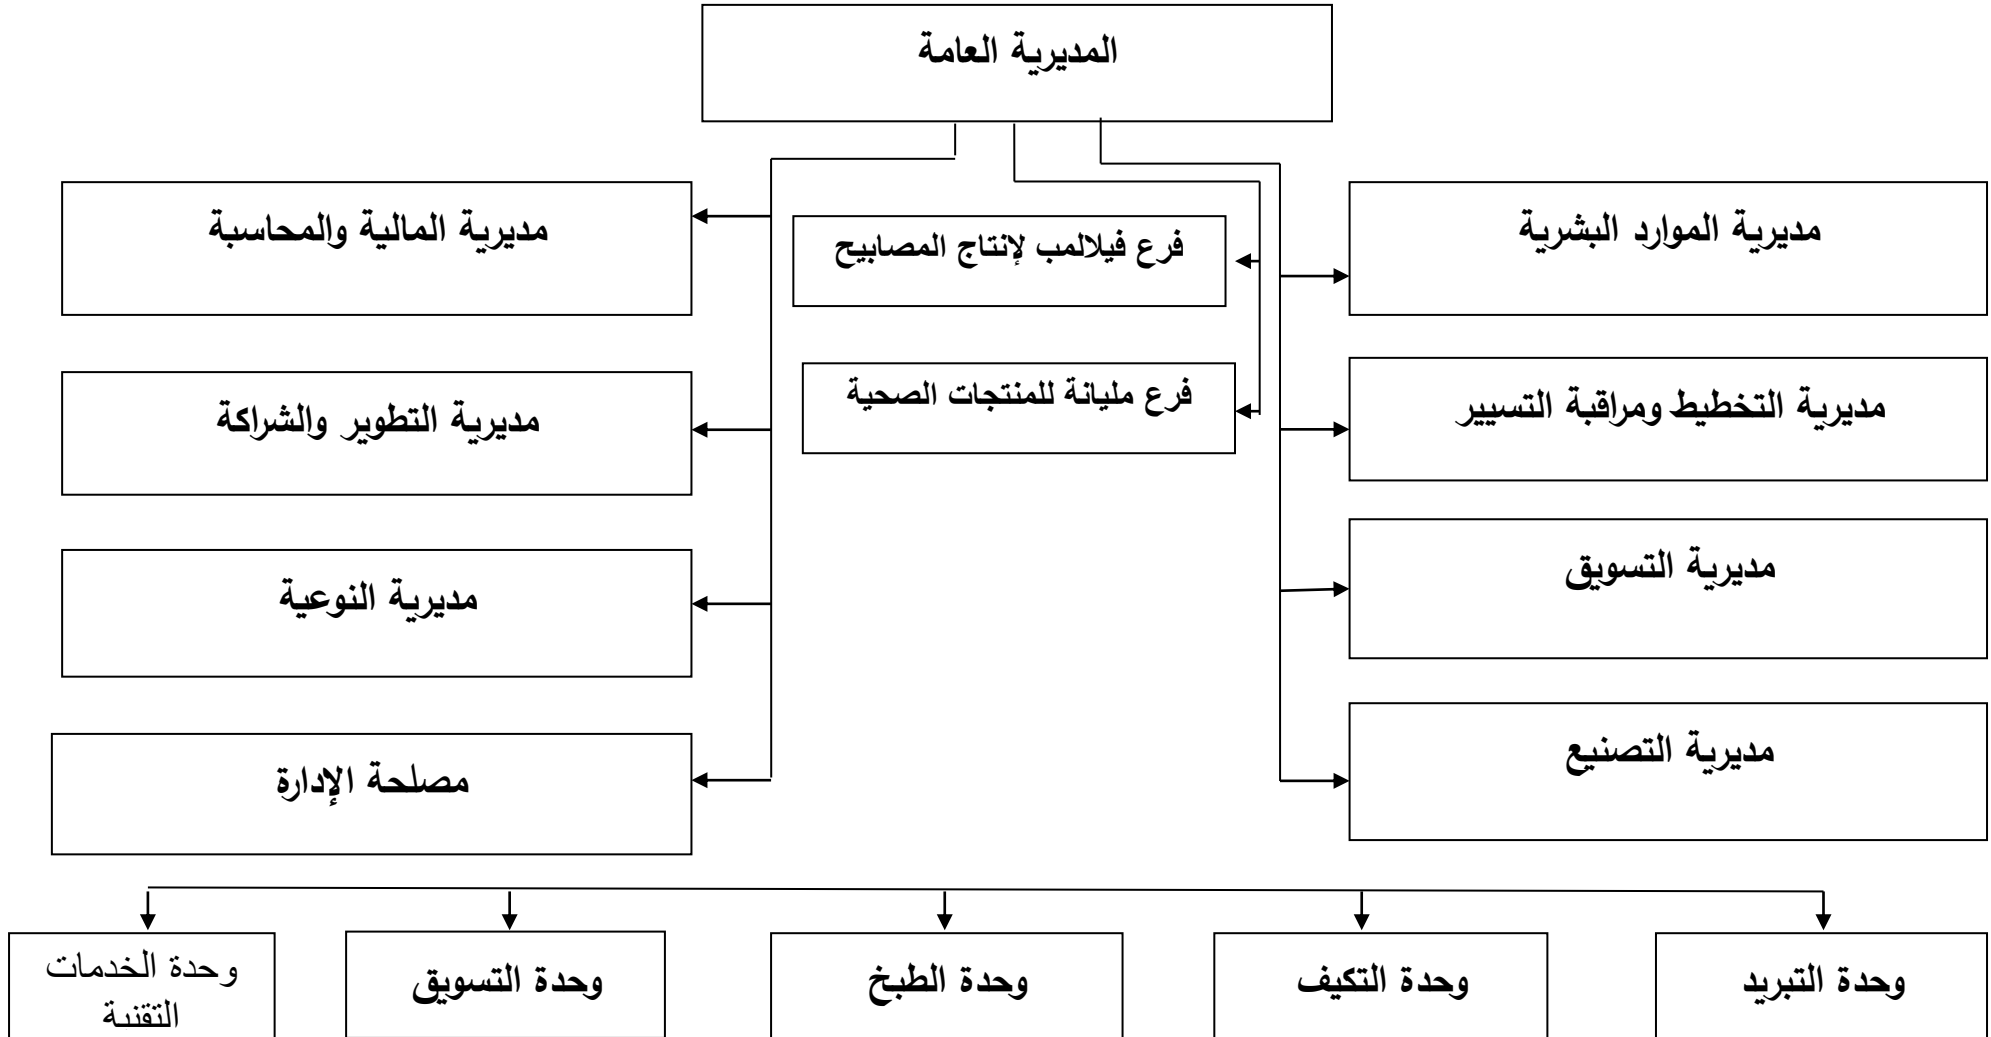 المديرية العامة
مديرية الموارد البشرية
فرع فيلالمب لإنتاج المصابيح
مديرية المالية والمحاسبة
مديرية التخطيط ومراقبة التسيير
فرع مليانة للمنتجات الصحية
مديرية التطوير والشراكة
مديرية التسويق
مديرية النوعية
مديرية التصنيع
مصلحة الإدارة
وحدة التبريد
وحدة التكيف
وحدة الطبخ
وحدة التسويق
وحدة الخدمات
التقنية